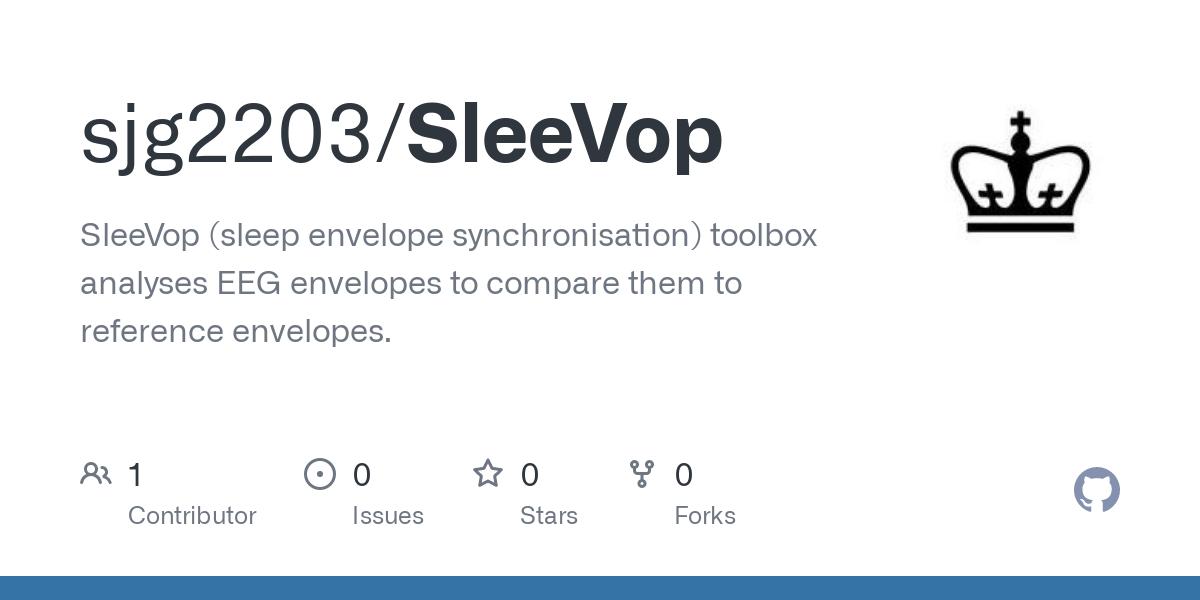 sjg2203/SleeVop
SleeVop (sleep envelope synchronisation) toolbox
analyses EEG envelopes to compare them to
reference envelopes.
1 0 0 0
Contributor Issues Stars Forks